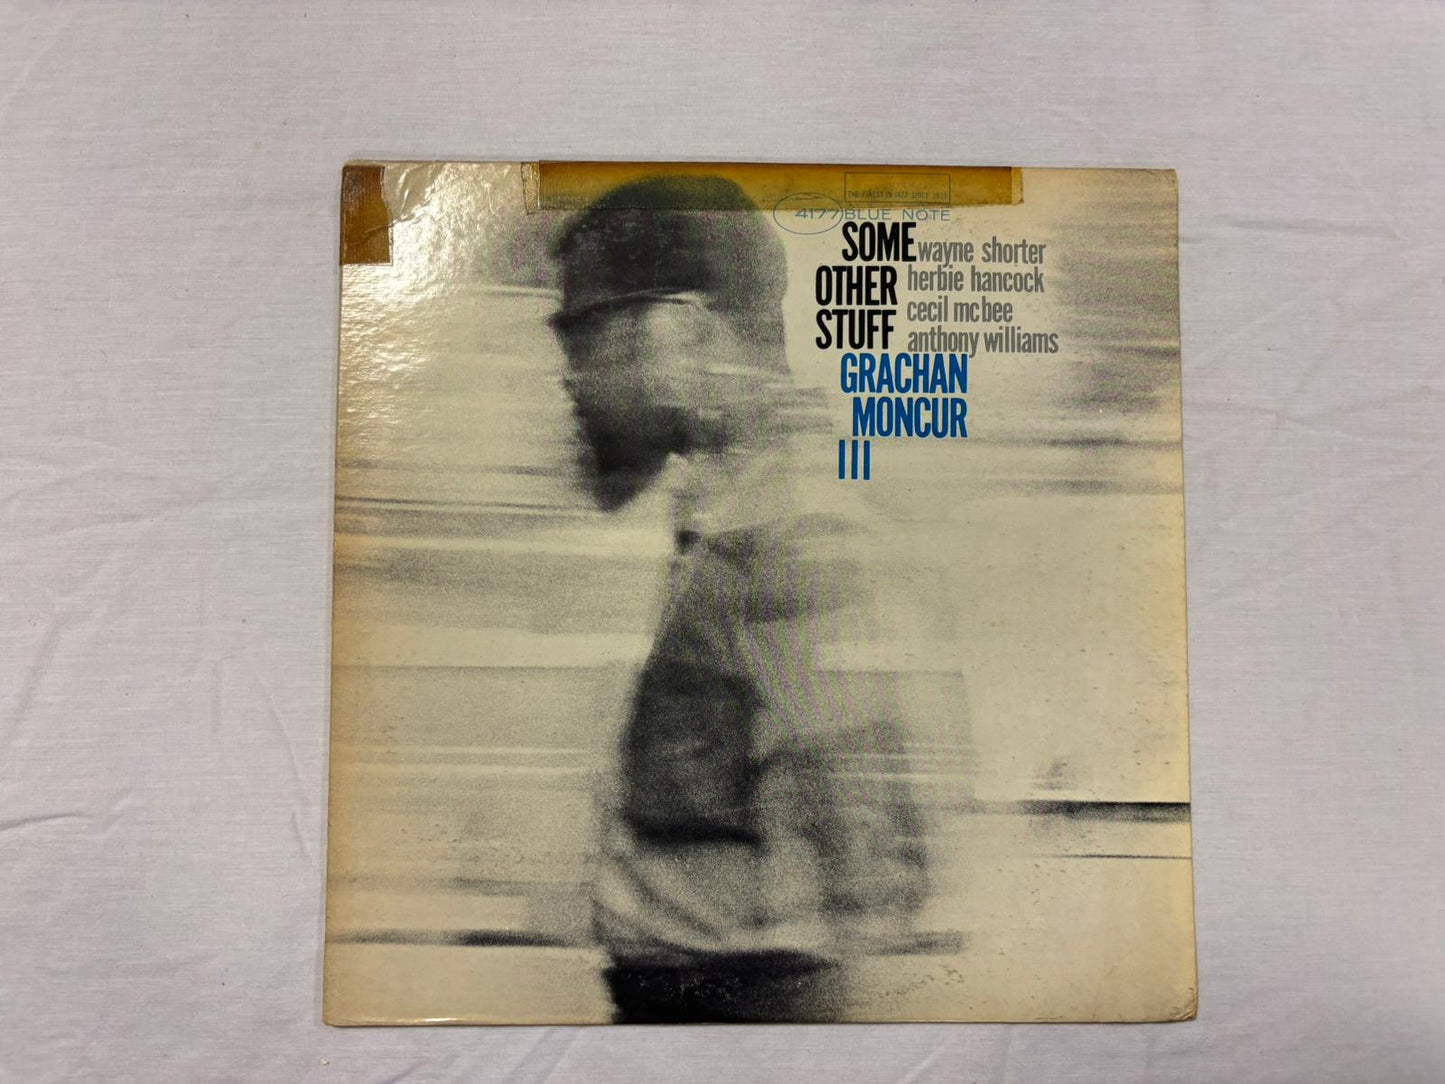 THE FINEST IN JAZZ SINCE 1939
4177 BLUE NOTE
SOME wayne shorter
OTHER herbie hancock
STUFF cecil mcbee
anthony williams
GRACHAN
MONCUR
III